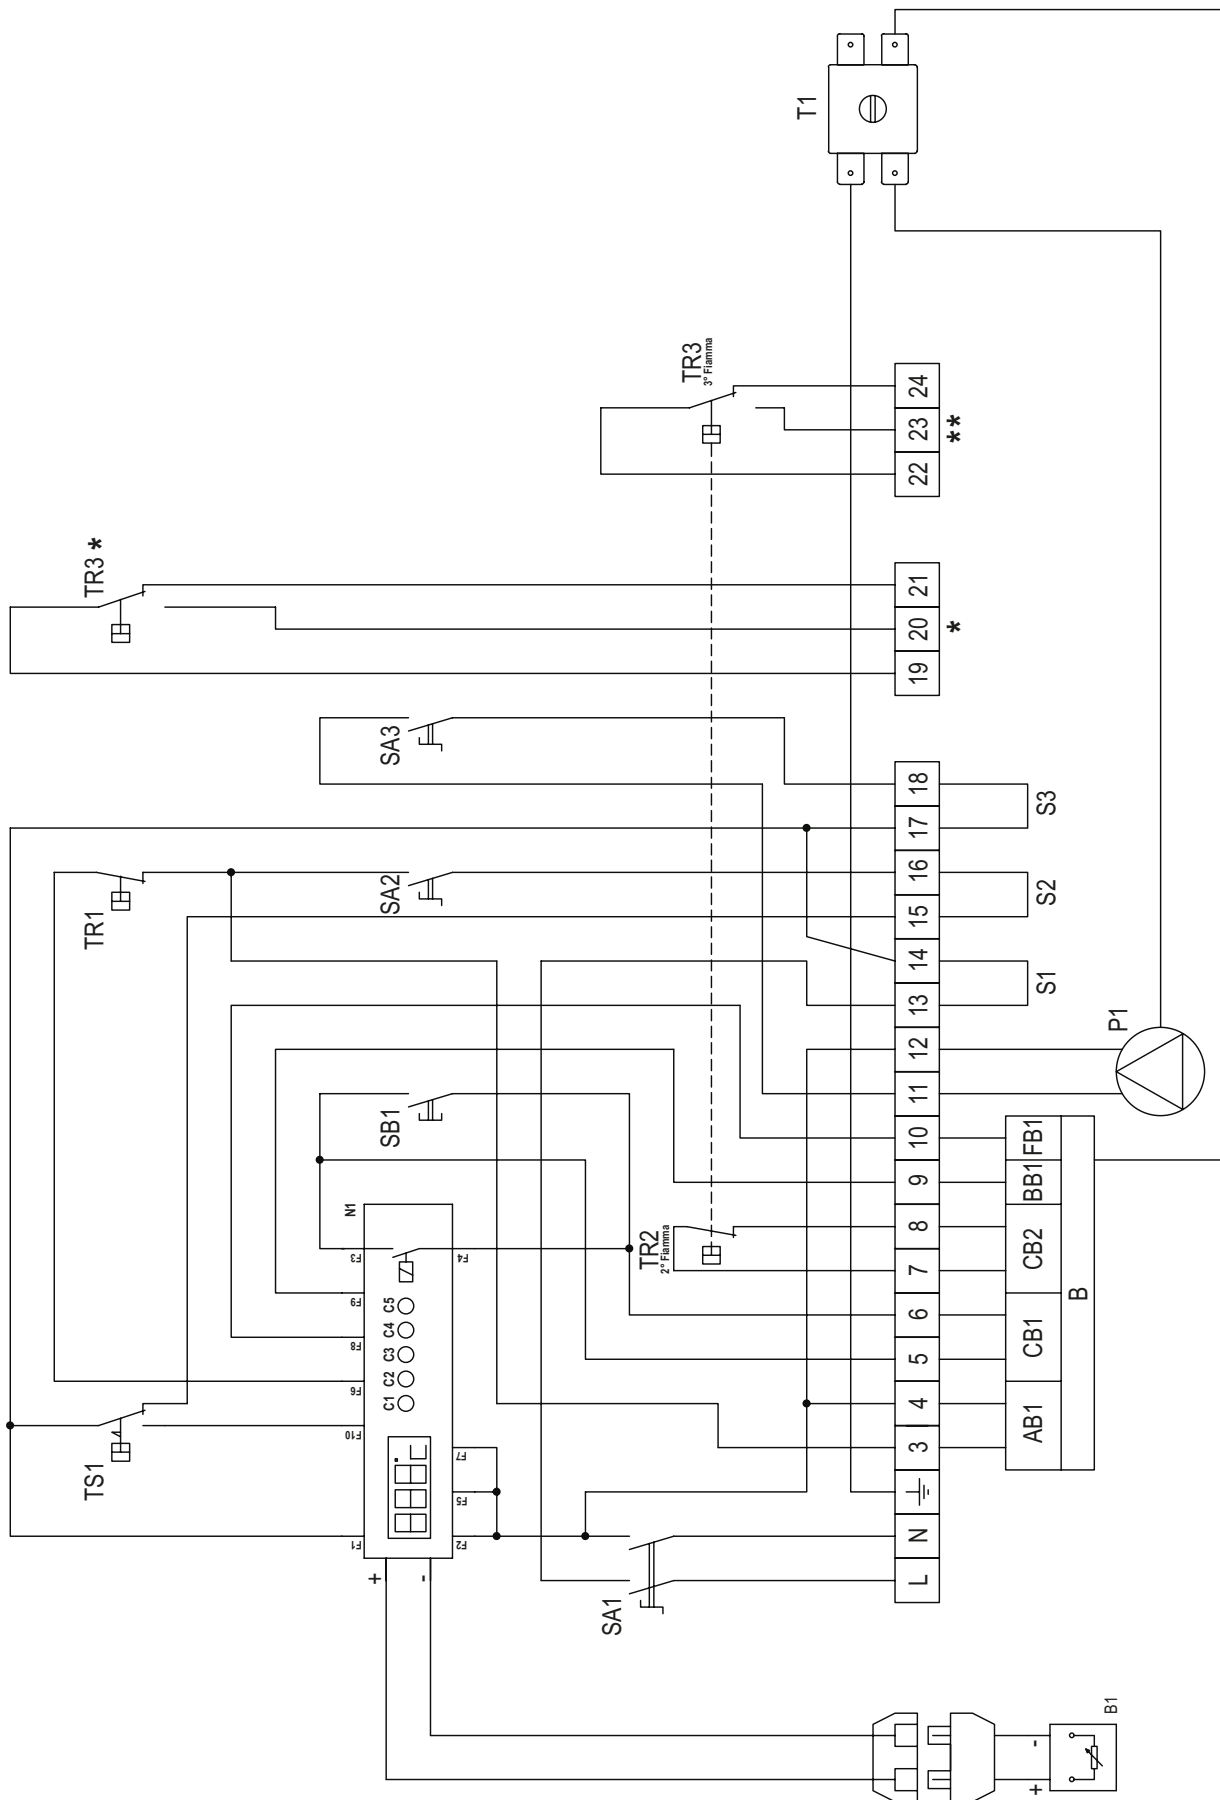 T1
TR3
3° Fiamma
24
23
22
**
TR3 *
21
20
19
*
SA3
18
17
S3
TR1
SA2
16
15
S2
14
13
S1
12
11
P1
SB1
10
9
FB1
BB1
N1
F3
F4
F9
F8
F6
F10
F7
F5
F1
F2
C5
C4
C3
C2
C1
+
-
TR2
2° Fiamma
8
7
CB2
6
5
CB1
B
4
3
AB1
TS1
SA1
N
L
B1
-
+